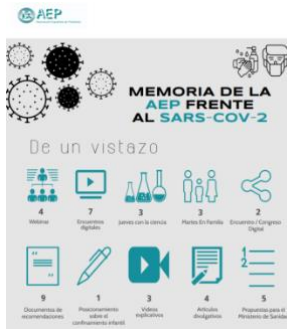 AEP
MEMORIA DE LA
AEP FRENTE
AL SARS-COV-2
De un vistazo
4
Webinar
7
Encuentros
digitales
3
Jueves con la ciencia
3
Martes En Familia
2
Encuentro / Congreso
Digital
9
Documentos de
recomendaciones
1
Posicionamiento
sobre el
confinamiento infantil
3
Vídeos
explicativos
4
Artículos
divulgativos
5
Propuestas para el
Ministerio de Sanidad